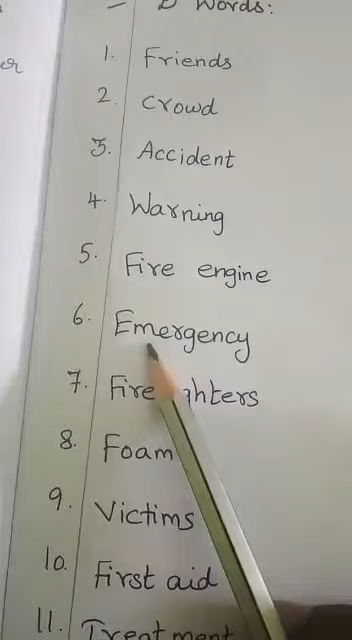 Words:
1. Friends
2. Crowd
3. Accident
4. Warning
5. Fire engine
6. Emergency
7. Fire hters
8. Foam
9. Victims
10. First aid
11. Treatment